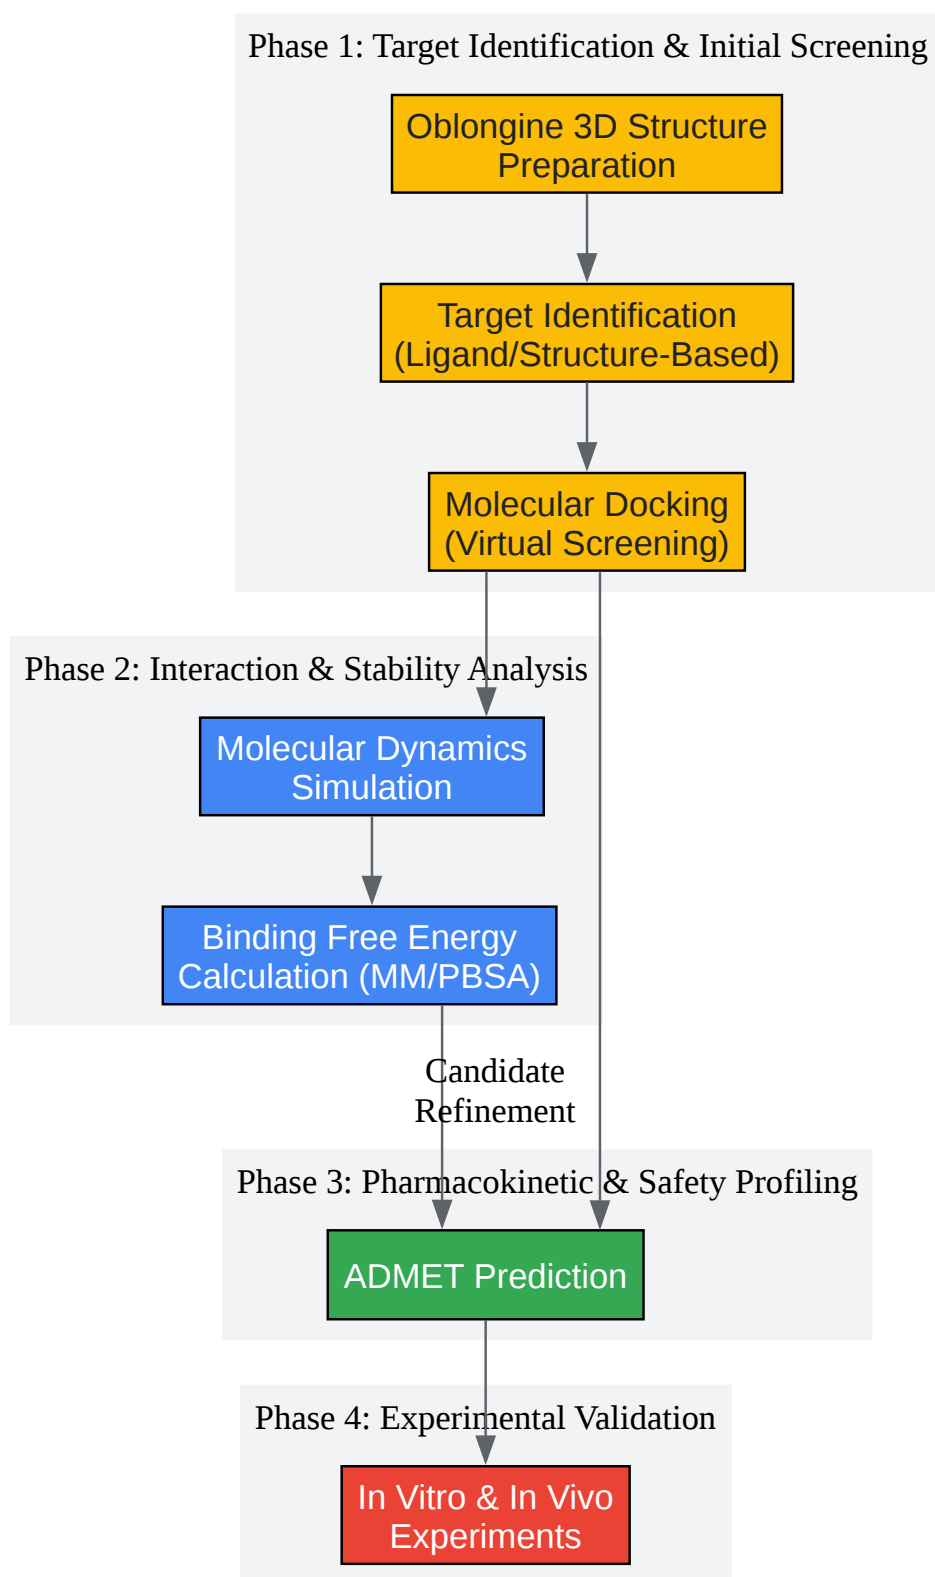 Phase 1: Target Identification & Initial Screening
Oblongine 3D Structure
Preparation
Target Identification
(Ligand/Structure-Based)
Molecular Docking
(Virtual Screening)
Phase 2: Interaction & Stability Analysis
Molecular Dynamics
Simulation
Binding Free Energy
Calculation (MM/PBSA)
Candidate
Refinement
Phase 3: Pharmacokinetic & Safety Profiling
ADMET Prediction
Phase 4: Experimental Validation
In Vitro & In Vivo
Experiments